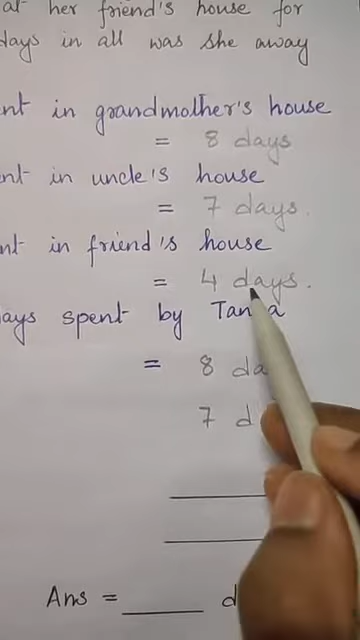 at her friend's house for
days in all was she away
nt in grandmother's house
= 8 days
nt in uncle's house
= 7 days.
nt in friend's house
= 4 days.
ays spent by Tan a
= 8 da
7 d
Ans = ______ d